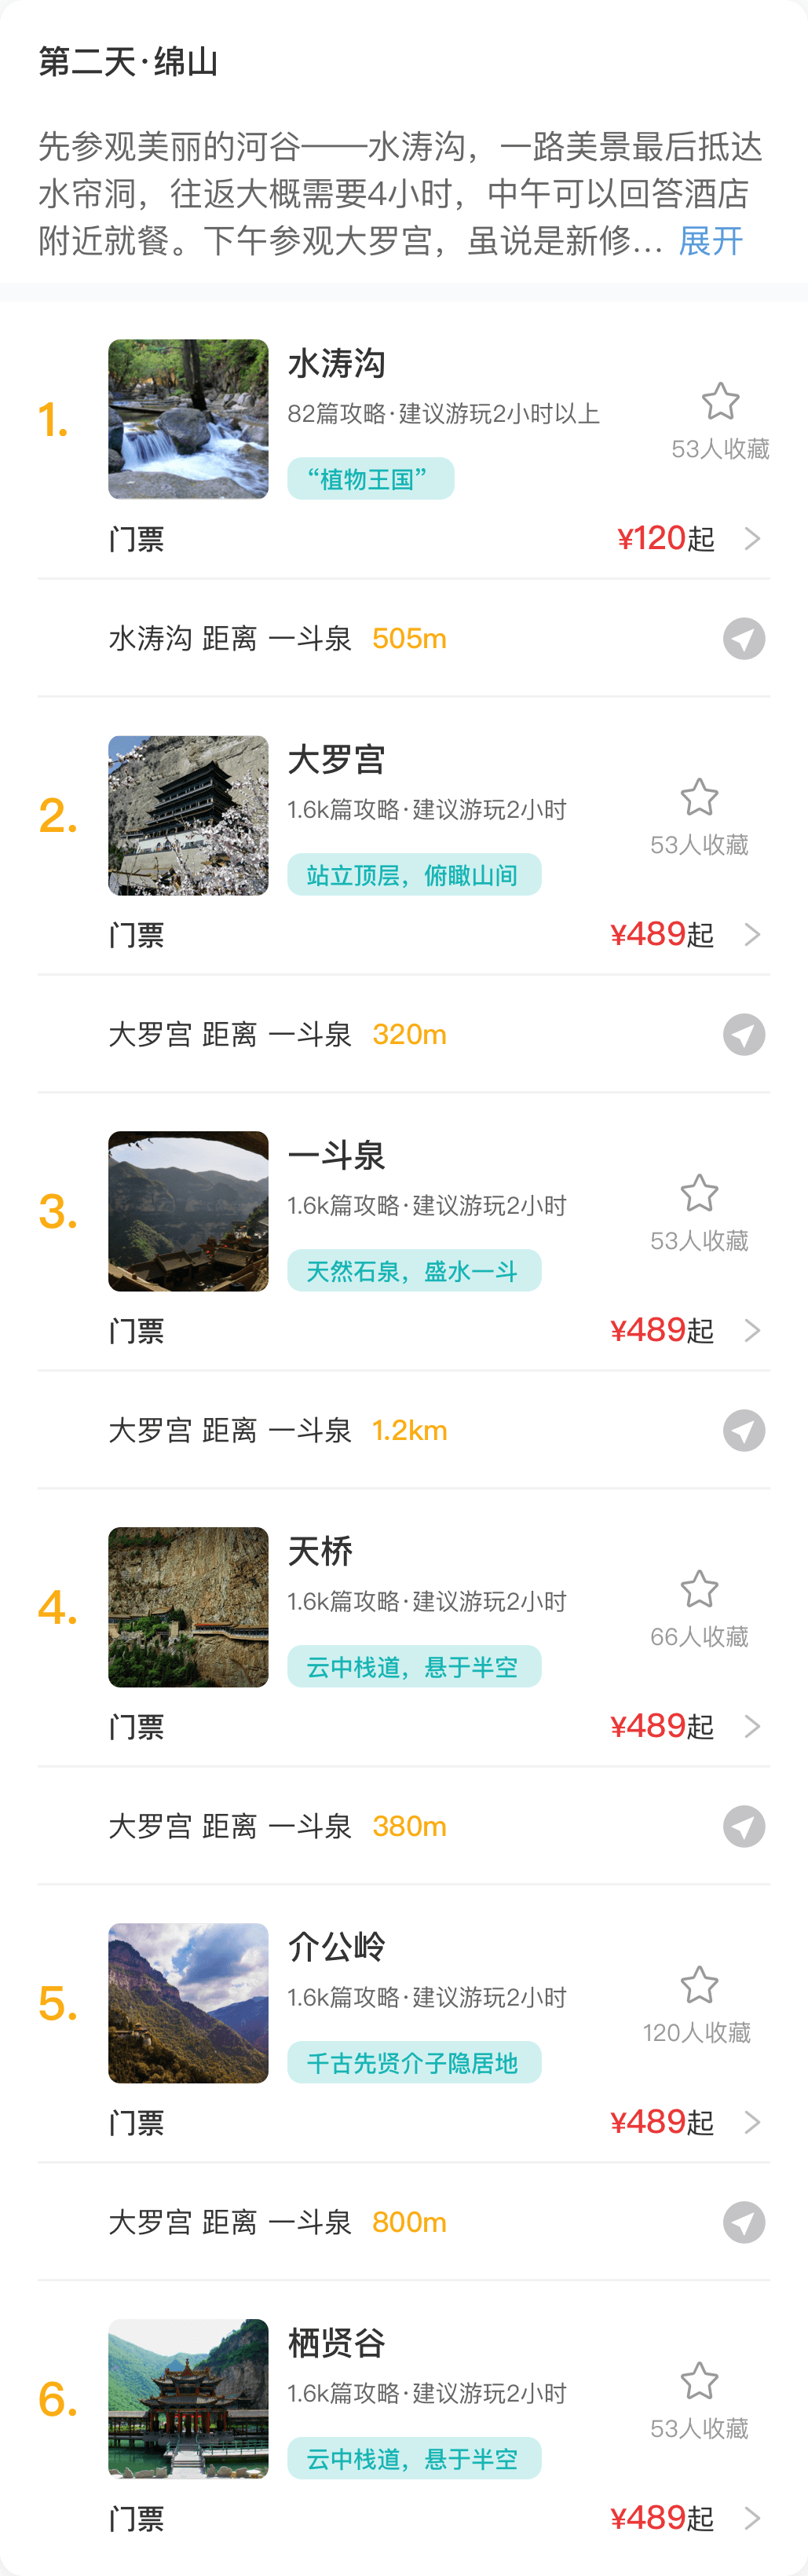 第二天·绵山
先参观美丽的河谷——水涛沟，一路美景最后抵达
水帘洞，往返大概需要4小时，中午可以回答酒店
附近就餐。下午参观大罗宫，虽说是新修... 展开
1.
水涛沟
82篇攻略·建议游玩2小时以上
53人收藏
“植物王国”
门票 ¥120起
水涛沟 距离 一斗泉 505m
2.
大罗宫
1.6k篇攻略·建议游玩2小时
53人收藏
站立顶层，俯瞰山间
门票 ¥489起
大罗宫 距离 一斗泉 320m
3.
一斗泉
1.6k篇攻略·建议游玩2小时
53人收藏
天然石泉，盛水一斗
门票 ¥489起
大罗宫 距离 一斗泉 1.2km
4.
天桥
1.6k篇攻略·建议游玩2小时
66人收藏
云中栈道，悬于半空
门票 ¥489起
大罗宫 距离 一斗泉 380m
5.
介公岭
1.6k篇攻略·建议游玩2小时
120人收藏
千古先贤介子隐居地
门票 ¥489起
大罗宫 距离 一斗泉 800m
6.
栖贤谷
1.6k篇攻略·建议游玩2小时
53人收藏
云中栈道，悬于半空
门票 ¥489起